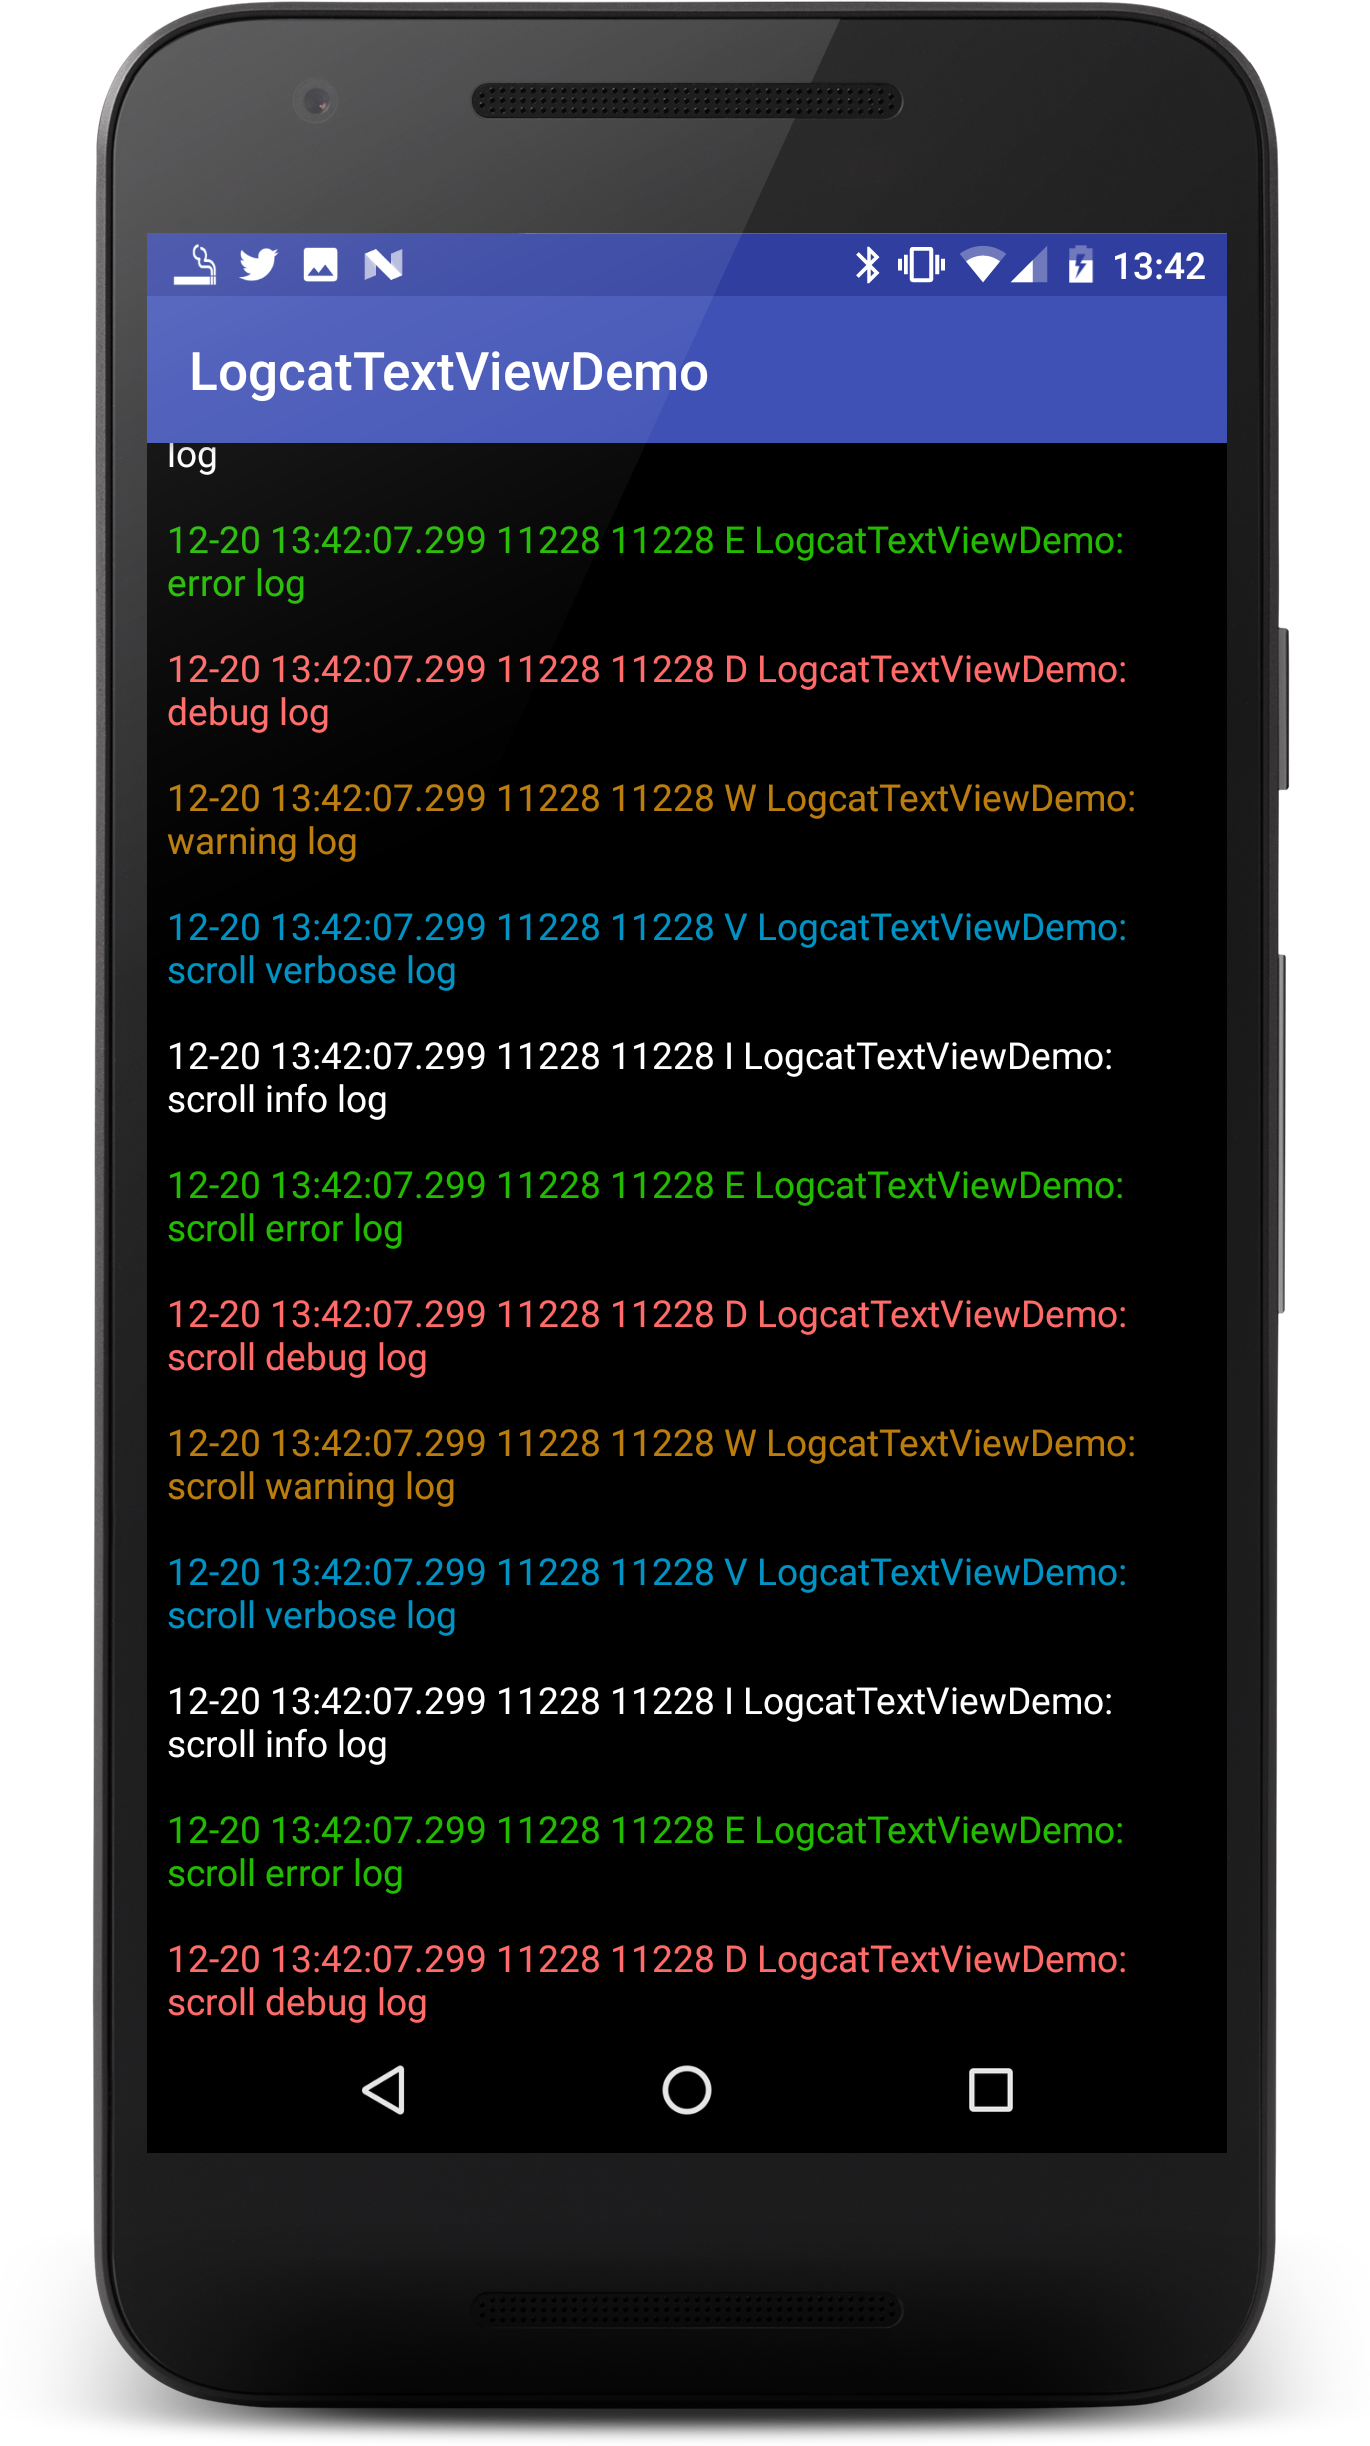 13:42
LogcatTextViewDemo
log
12-20 13:42:07.299 11228 11228 E LogcatTextViewDemo:
error log
12-20 13:42:07.299 11228 11228 D LogcatTextViewDemo:
debug log
12-20 13:42:07.299 11228 11228 W LogcatTextViewDemo:
warning log
12-20 13:42:07.299 11228 11228 V LogcatTextViewDemo:
scroll verbose log
12-20 13:42:07.299 11228 11228 I LogcatTextViewDemo:
scroll info log
12-20 13:42:07.299 11228 11228 E LogcatTextViewDemo:
scroll error log
12-20 13:42:07.299 11228 11228 D LogcatTextViewDemo:
scroll debug log
12-20 13:42:07.299 11228 11228 W LogcatTextViewDemo:
scroll warning log
12-20 13:42:07.299 11228 11228 V LogcatTextViewDemo:
scroll verbose log
12-20 13:42:07.299 11228 11228 I LogcatTextViewDemo:
scroll info log
12-20 13:42:07.299 11228 11228 E LogcatTextViewDemo:
scroll error log
12-20 13:42:07.299 11228 11228 D LogcatTextViewDemo:
scroll debug log